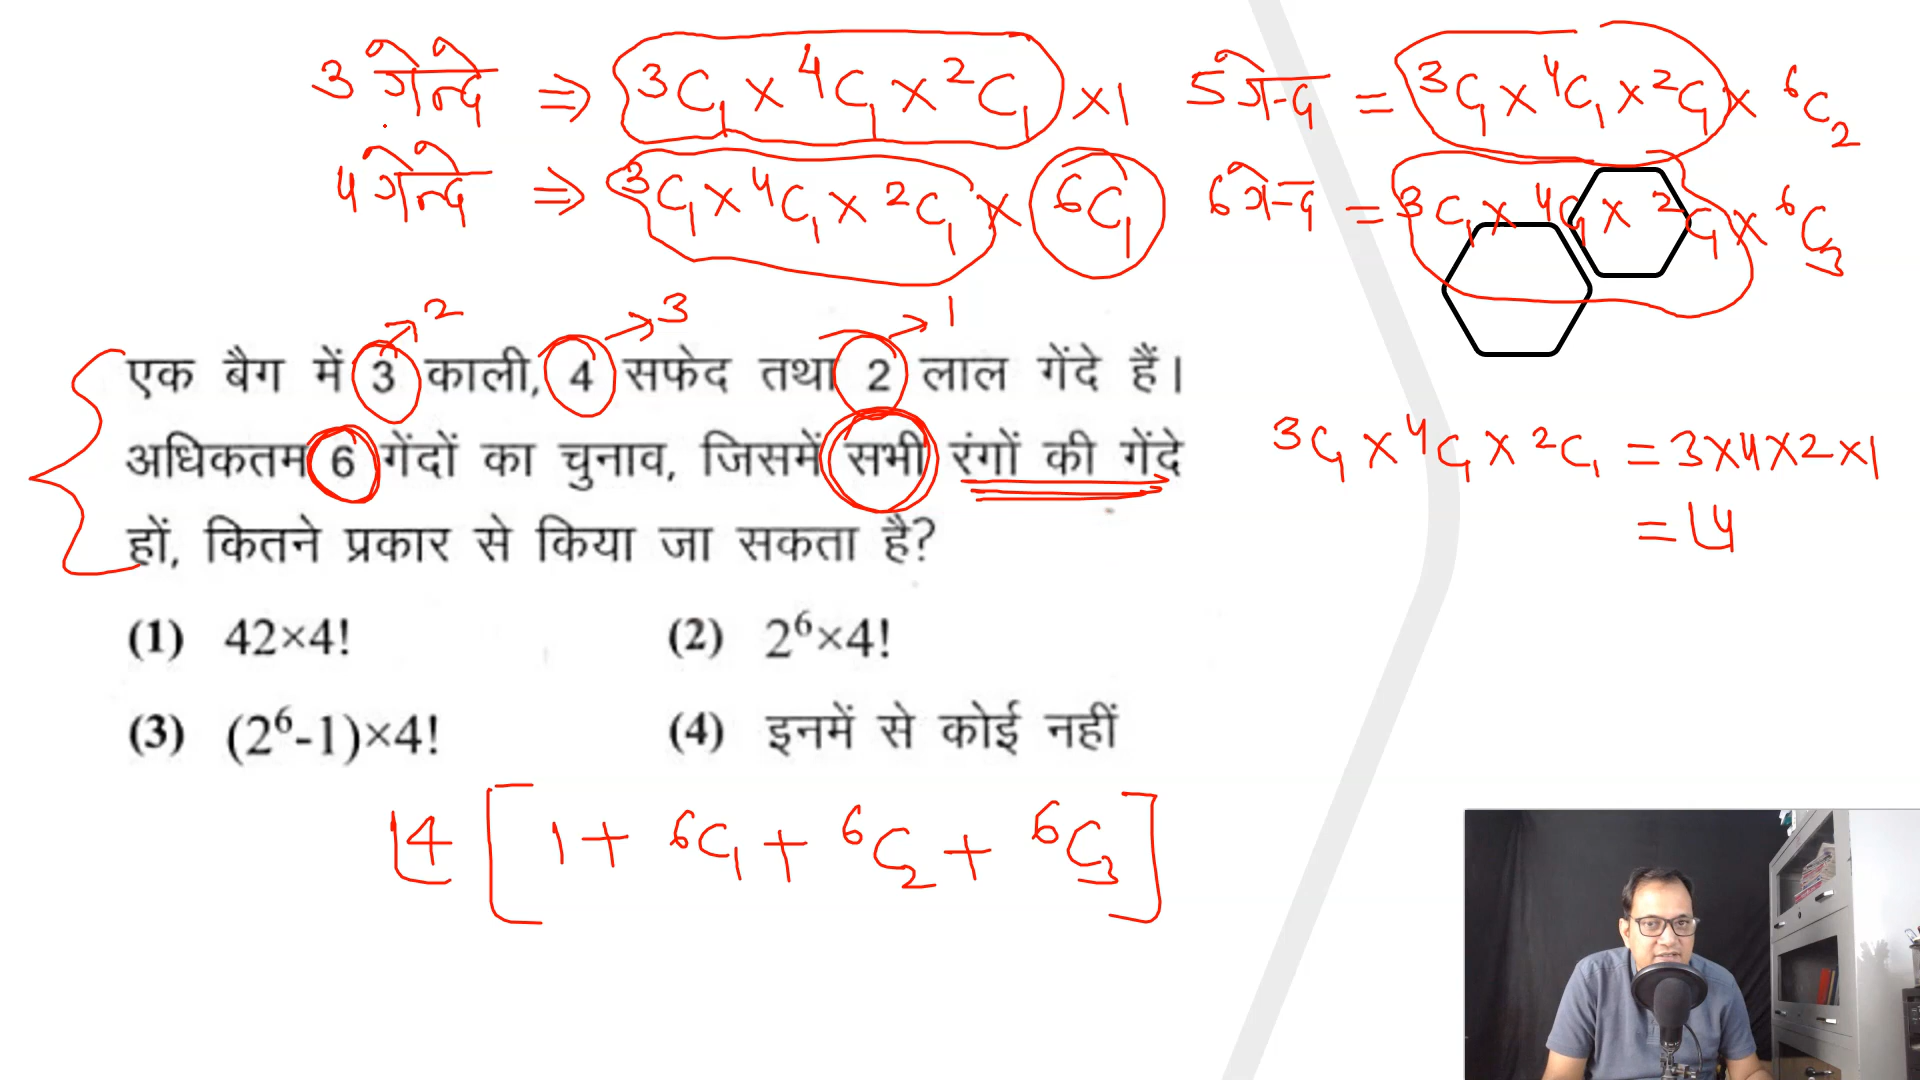 3 गेन्दे ⇒ ³C₁ × ⁴C₁ × ²C₁ × 1
5 गेन्द = ³C₁ × ⁴C₁ × ²C₁ × ⁶C₂
4 गेन्दे ⇒ ³C₁ × ⁴C₁ × ²C₁ × 6C₁
6 गेन्द = ³C₁ × ⁴C₁ × ²C₁ × ⁶C₃
2 3 1
एक बैग में 3 काली, 4 सफेद तथा 2 लाल गेंदे हैं।
अधिकतम 6 गेंदों का चुनाव, जिसमें सभी रंगों की गेंदे
हों, कितने प्रकार से किया जा सकता है?
³C₁ × ⁴C₁ × ²C₁ = 3×4×2×1
= ⌊4
(1) 42×4! (2) 2⁶×4!
(3) (2⁶-1)×4! (4) इनमें से कोई नहीं
⌊4 [1 + ⁶C₁ + ⁶C₂ + ⁶C₃]